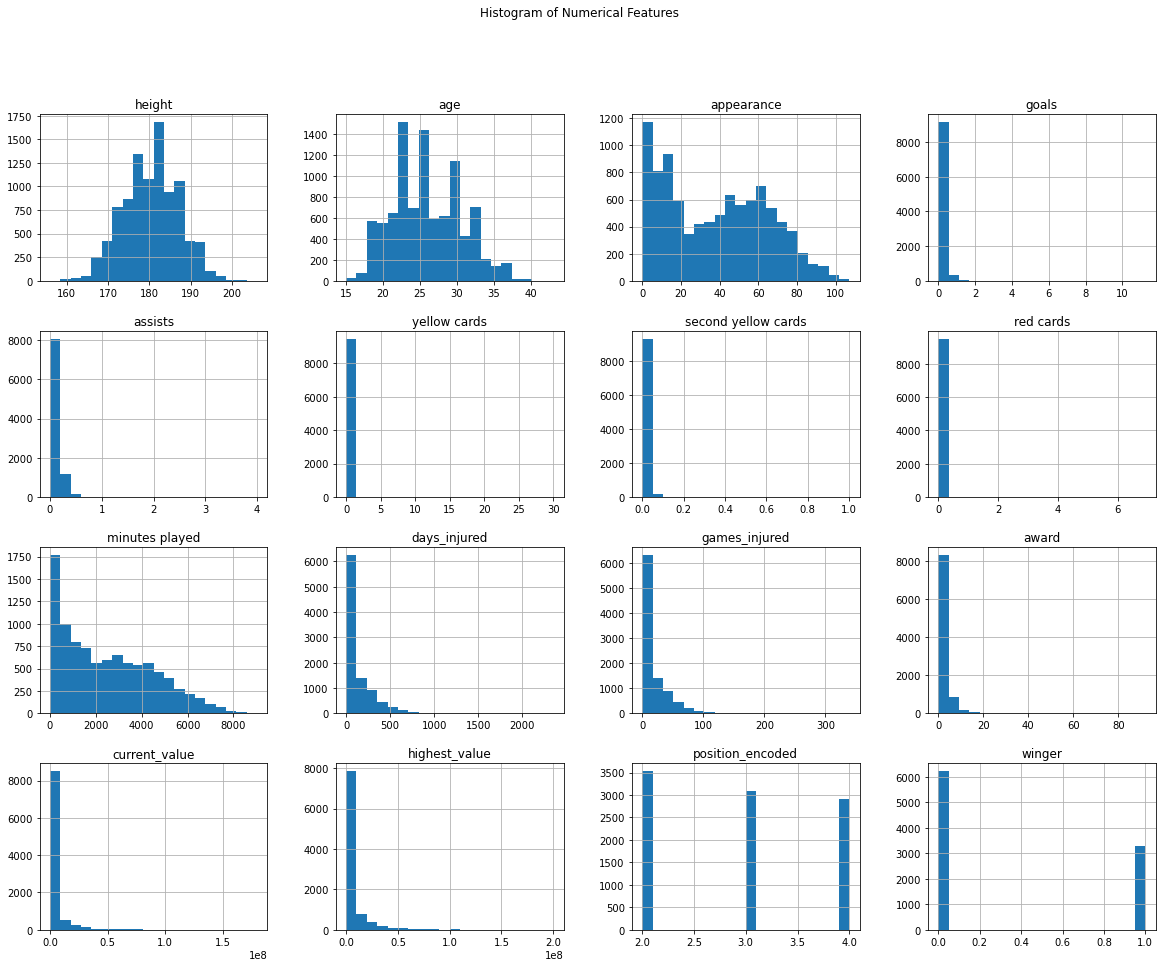 Histogram of Numerical Features
height
1750
1500
1250
1000
750
500
250
0
160 170 180 190 200
age
1400
1200
1000
800
600
400
200
0
15 20 25 30 35 40
appearance
1200
1000
800
600
400
200
0
0 20 40 60 80 100
goals
8000
6000
4000
2000
0
0 2 4 6 8 10
assists
8000
6000
4000
2000
0
0 1 2 3 4
yellow cards
8000
6000
4000
2000
0
0 5 10 15 20 25 30
second yellow cards
8000
6000
4000
2000
0
0.0 0.2 0.4 0.6 0.8 1.0
red cards
8000
6000
4000
2000
0
0 2 4 6
minutes played
1750
1500
1250
1000
750
500
250
0
0 2000 4000 6000 8000
days_injured
6000
5000
4000
3000
2000
1000
0
0 500 1000 1500 2000
games_injured
6000
5000
4000
3000
2000
1000
0
0 100 200 300
award
8000
6000
4000
2000
0
0 20 40 60 80
current_value
8000
6000
4000
2000
0
0.0 0.5 1.0 1.5
1e8
highest_value
8000
6000
4000
2000
0
0.0 0.5 1.0 1.5 2.0
1e8
position_encoded
3500
3000
2500
2000
1500
1000
500
0
2.0 2.5 3.0 3.5 4.0
winger
6000
5000
4000
3000
2000
1000
0
0.0 0.2 0.4 0.6 0.8 1.0